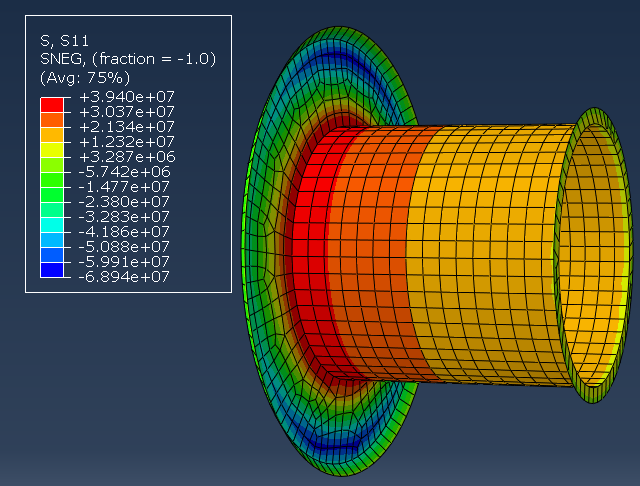 S, S11
SNEG, (fraction = -1.0)
(Avg: 75%)
+3.940e+07
+3.037e+07
+2.134e+07
+1.232e+07
+3.287e+06
-5.742e+06
-1.477e+07
-2.380e+07
-3.283e+07
-4.186e+07
-5.088e+07
-5.991e+07
-6.894e+07